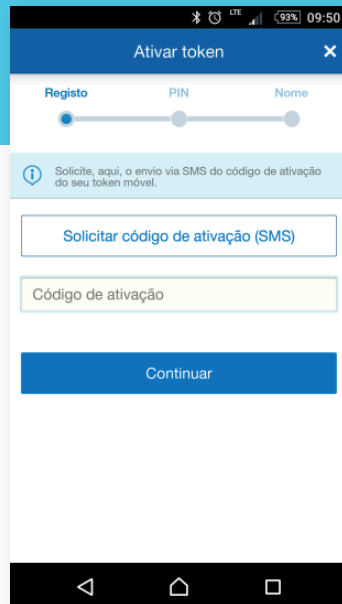 LTE 93% 09:50
Ativar token ×
Registo PIN Nome
Solicite, aqui, o envio via SMS do código de ativação
do seu token móvel.
Solicitar código de ativação (SMS)
Código de ativação
Continuar